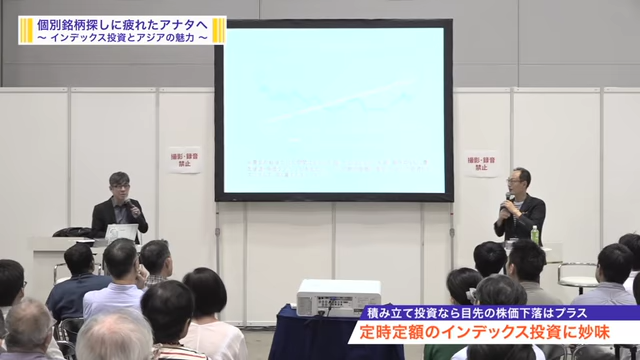 個別銘柄探しに疲れたアナタへ
～ インデックス投資とアジアの魅力 ～
撮影・録音
禁止
撮影・録音
禁止
積み立て投資なら目先の株価下落はプラス
定時定額のインデックス投資に妙味